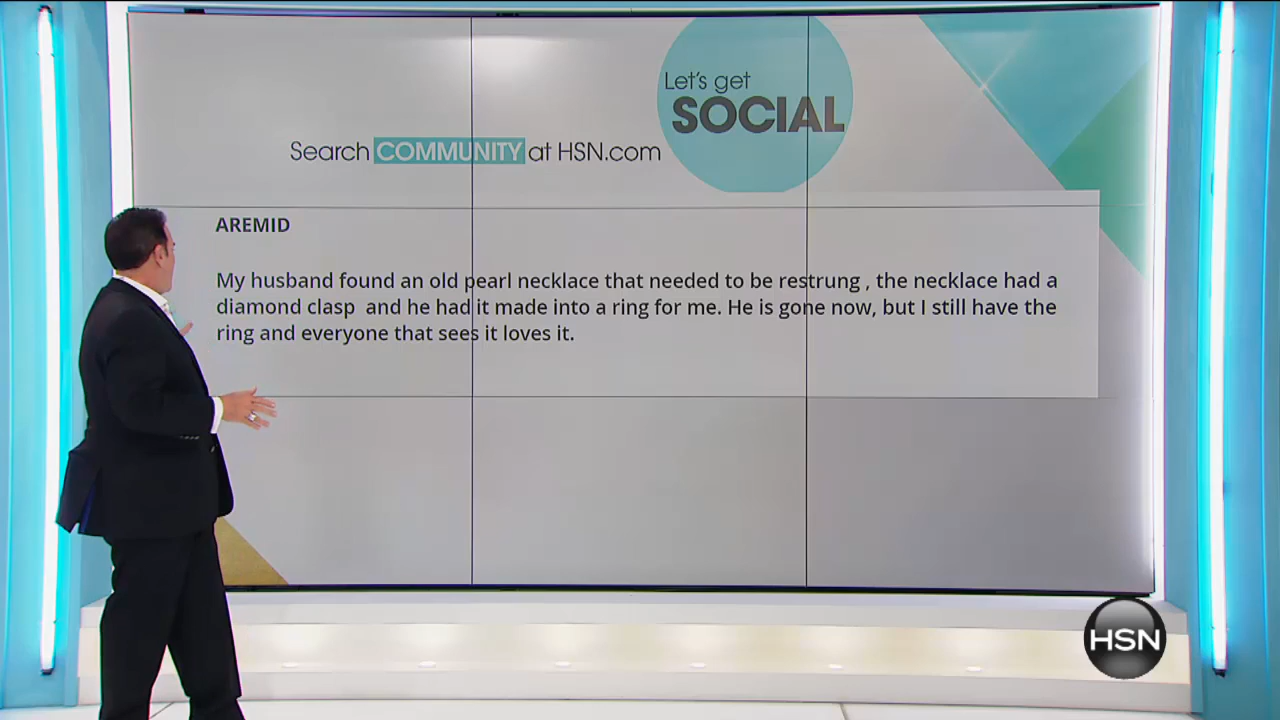 Let's get
SOCIAL
Search COMMUNITY at HSN.com
AREMID
My husband found an old pearl necklace that needed to be restrung , the necklace had a
diamond clasp  and he had it made into a ring for me. He is gone now, but I still have the
ring and everyone that sees it loves it.
HSN